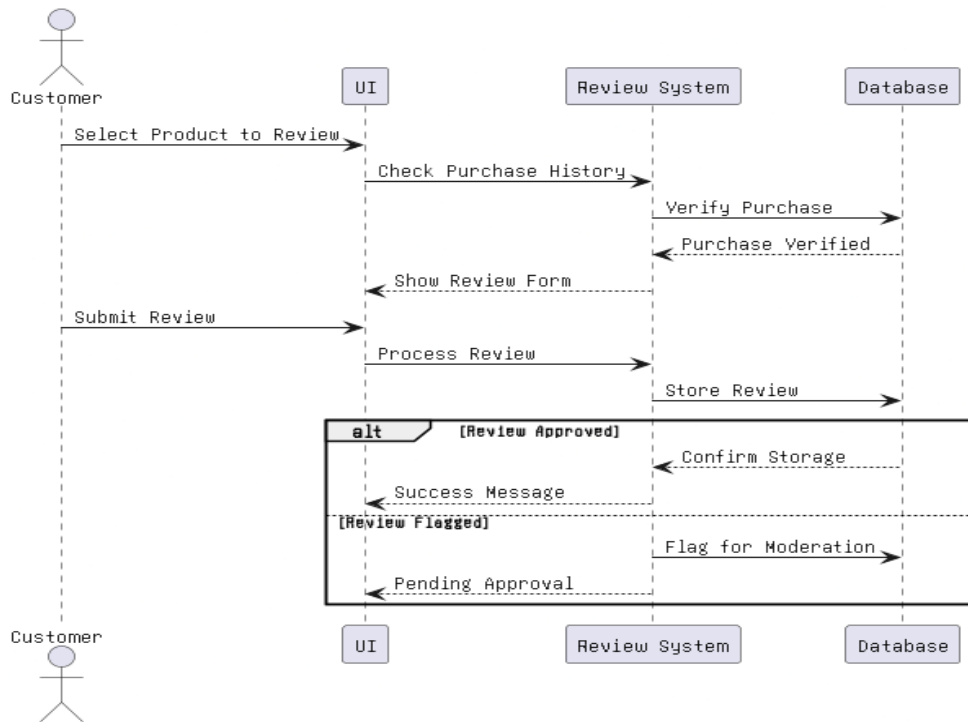 Customer
UI
Review System
Database
Select Product to Review
Check Purchase History
Verify Purchase
Purchase Verified
Show Review Form
Submit Review
Process Review
Store Review
alt [Review Approved]
Confirm Storage
Success Message
[Review Flagged]
Flag for Moderation
Pending Approval
Customer
UI
Review System
Database